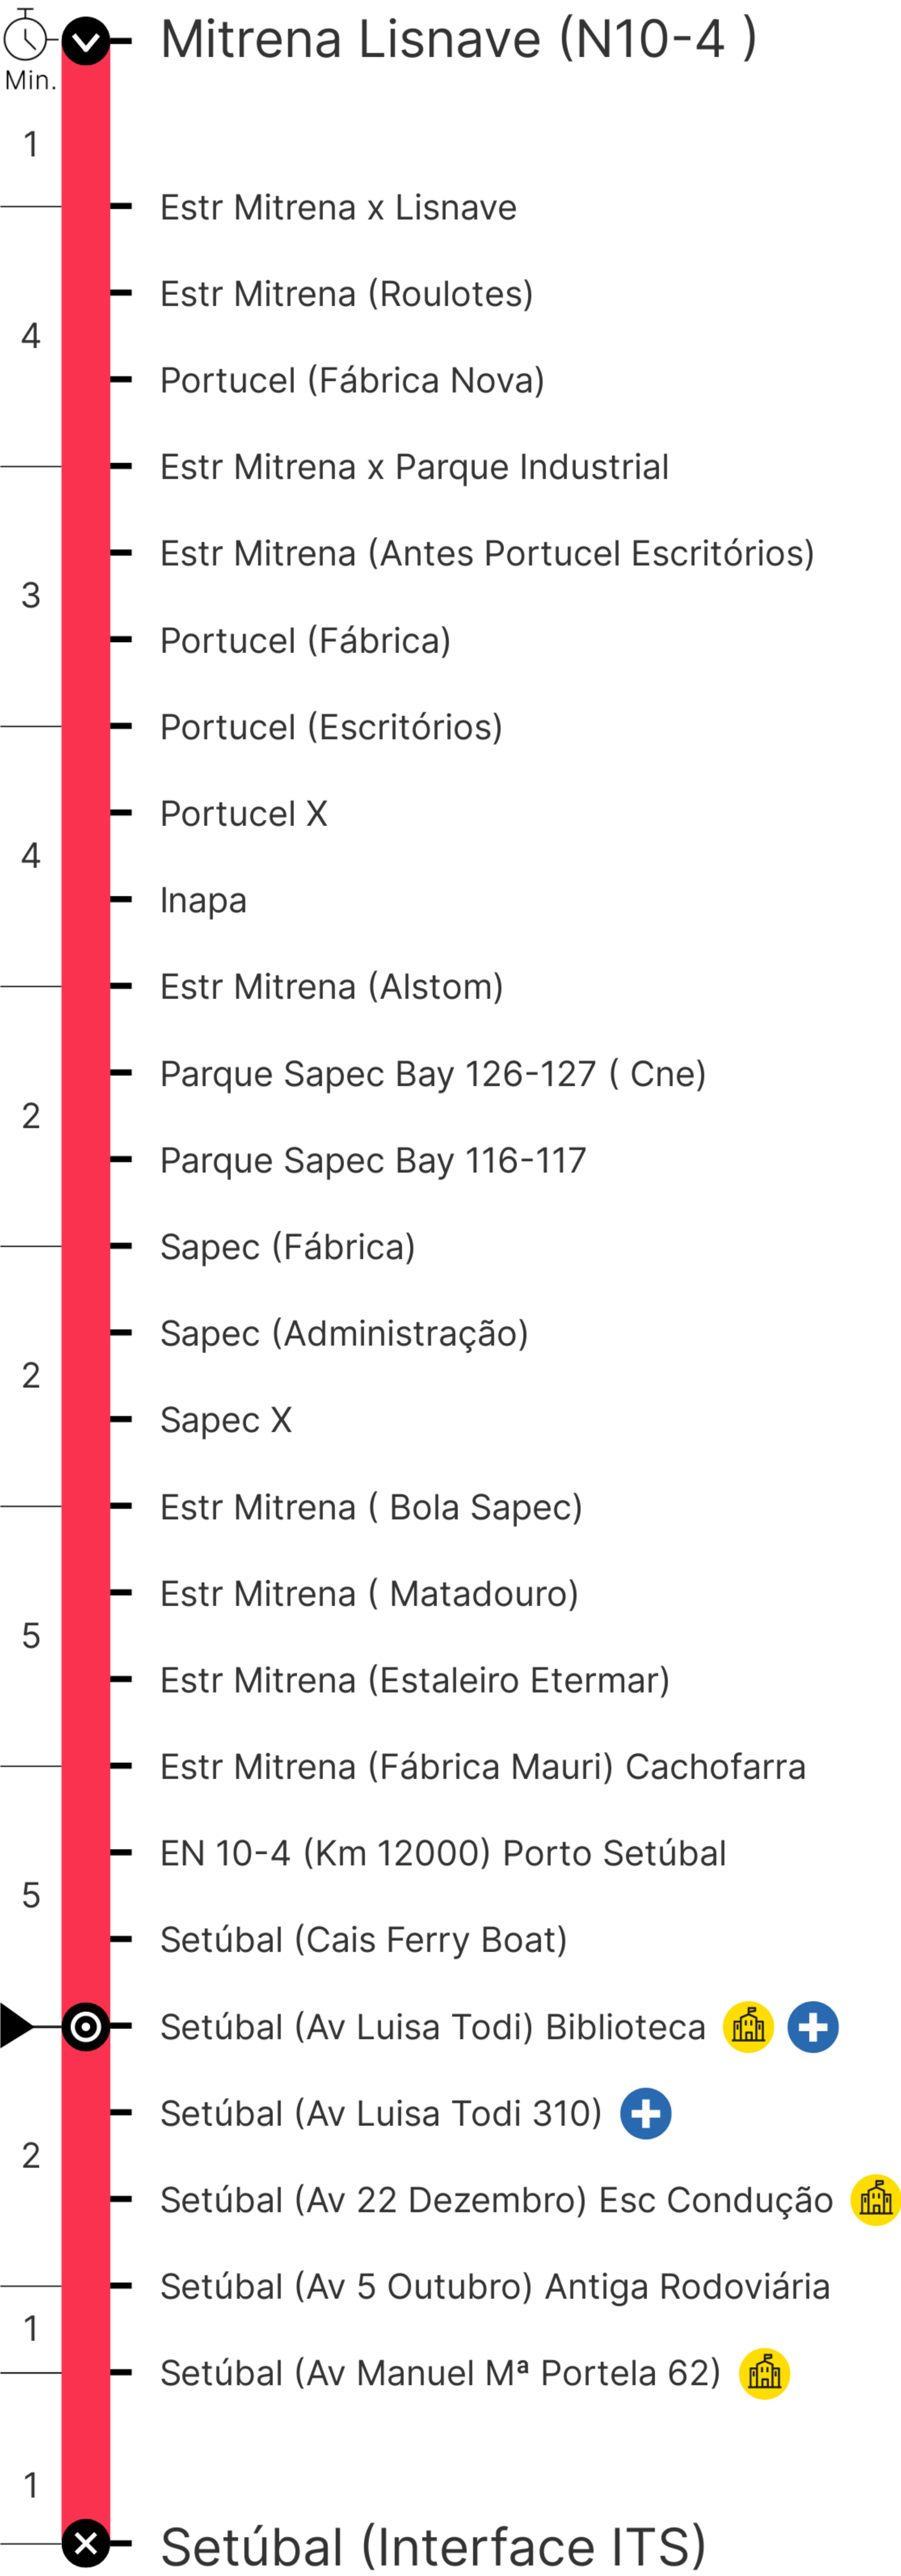 Mitrena Lisnave (N10-4 )
Min.
1
Estr Mitrena x Lisnave
Estr Mitrena (Roulotes)
4
Portucel (Fábrica Nova)
Estr Mitrena x Parque Industrial
Estr Mitrena (Antes Portucel Escritórios)
3
Portucel (Fábrica)
Portucel (Escritórios)
Portucel X
4
Inapa
Estr Mitrena (Alstom)
Parque Sapec Bay 126-127 ( Cne)
2
Parque Sapec Bay 116-117
Sapec (Fábrica)
Sapec (Administração)
2
Sapec X
Estr Mitrena ( Bola Sapec)
Estr Mitrena ( Matadouro)
5
Estr Mitrena (Estaleiro Etermar)
Estr Mitrena (Fábrica Mauri) Cachofarra
EN 10-4 (Km 12000) Porto Setúbal
5
Setúbal (Cais Ferry Boat)
Setúbal (Av Luisa Todi) Biblioteca
Setúbal (Av Luisa Todi 310)
2
Setúbal (Av 22 Dezembro) Esc Condução
Setúbal (Av 5 Outubro) Antiga Rodoviária
1
Setúbal (Av Manuel Mª Portela 62)
1
Setúbal (Interface ITS)